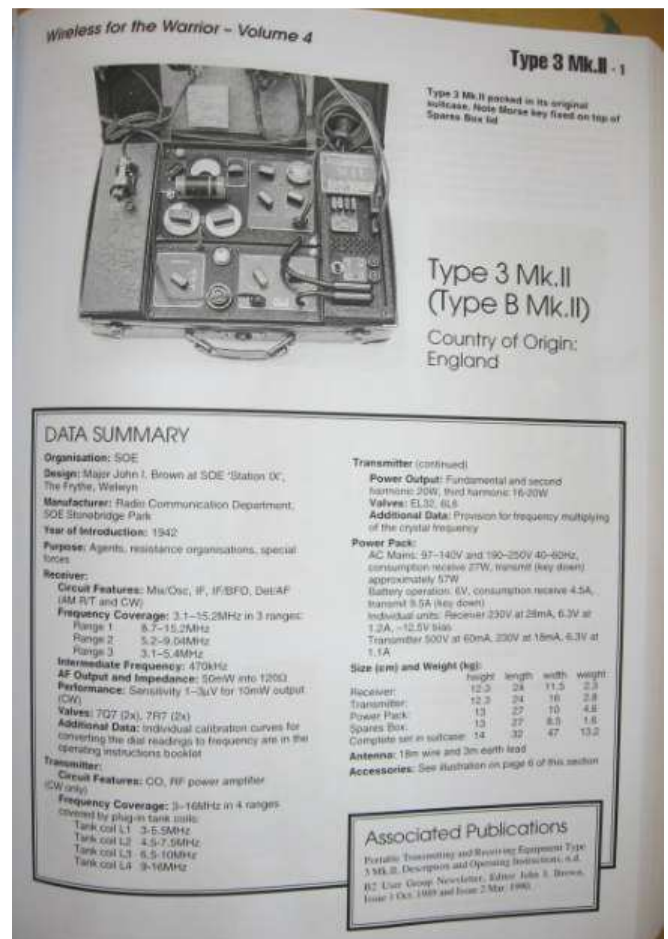 Wireless for the Warrior – Volume 4
Type 3 Mk.II - 1
Type 3 Mk.II packed in its original
suitcase. Note Morse key fixed on top of
Spares Box lid
Type 3 Mk.II
(Type B Mk.II)
Country of Origin:
England
DATA SUMMARY
Organisation: SOE
Design: Major John I. Brown at SOE 'Station IX',
The Frythe, Welwyn
Manufacturer: Radio Communication Department,
SOE Stonebridge Park
Year of Introduction: 1942
Purpose: Agents, resistance organisations, special
forces
Receiver:
Circuit Features: Mix/Osc, IF, IF/BFO, Det/AF
(AM R/T and CW)
Frequency Coverage: 3.1–15.2MHz in 3 ranges:
Range 1 8.7–15.2MHz
Range 2 5.2–9.04MHz
Range 3 3.1–5.4MHz
Intermediate Frequency: 470kHz
AF Output and Impedance: 50mW into 120Ω
Performance: Sensitivity 1–3µV for 10mW output
(CW)
Valves: 7Q7 (2x), 7R7 (2x)
Additional Data: Individual calibration curves for
converting the dial readings to frequency are in the
operating instructions booklet
Transmitter:
Circuit Features: CO, RF power amplifier
(CW only)
Frequency Coverage: 3–16MHz in 4 ranges
covered by plug-in tank coils:
Tank coil L1 3-5.5MHz
Tank coil L2 4.5-7.5MHz
Tank coil L3 6.5-10MHz
Tank coil L4 9-16MHz
Transmitter (continued)
Power Output: Fundamental and second
harmonic 20W, third harmonic 16-20W
Valves: EL32, 6L6
Additional Data: Provision for frequency multiplying
of the crystal frequency
Power Pack:
AC Mains: 97–140V and 190–250V 40–60Hz,
consumption receive 27W, transmit (key down)
approximately 57W
Battery operation: 6V, consumption receive 4.5A,
transmit 9.5A (key down)
Individual units: Receiver 230V at 28mA, 6.3V at
1.2A, -12.5V bias
Transmitter 500V at 60mA, 230V at 18mA, 6.3V at
1.1A
Size (cm) and Weight (kg):
height length width weight
Receiver: 12.3 24 11.5 2.3
Transmitter: 12.3 24 16 2.8
Power Pack: 13 27 10 4.6
Spares Box: 13 27 8.5 1.6
Complete set in suitcase: 14 32 47 13.2
Antenna: 18m wire and 3m earth lead
Accessories: See illustration on page 6 of this section
Associated Publications
Portable Transmitting and Receiving Equipment Type
3 Mk.II, Description and Operating Instructions, n.d.
B2 User Group Newsletter, Editor John I. Brown,
Issue 1 Oct. 1989 and Issue 2 Mar. 1990.